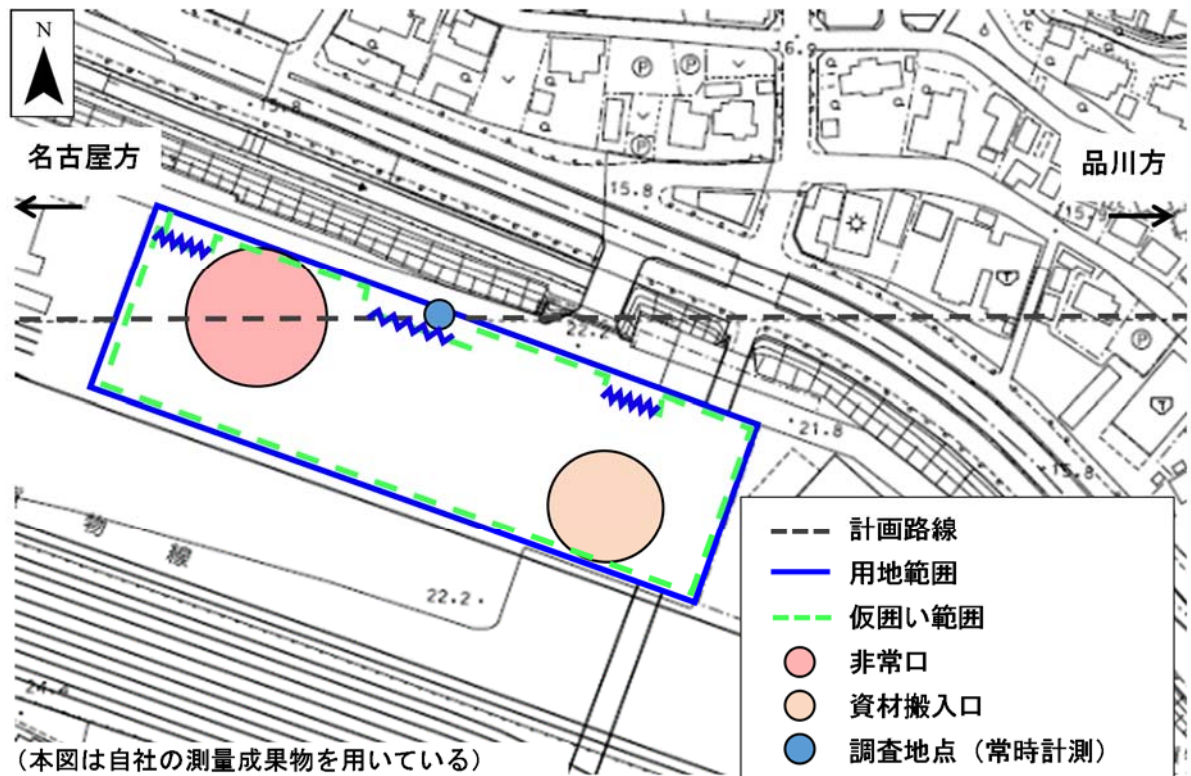 N
名古屋方
品川方
15.8
16.9
15.8
15.9
P
P
P
P
22.2
21.8
15.8
物
線
22.2
24.4
計画路線
用地範囲
仮囲い範囲
非常口
資材搬入口
調査地点（常時計測）
（本図は自社の測量成果物を用いている）